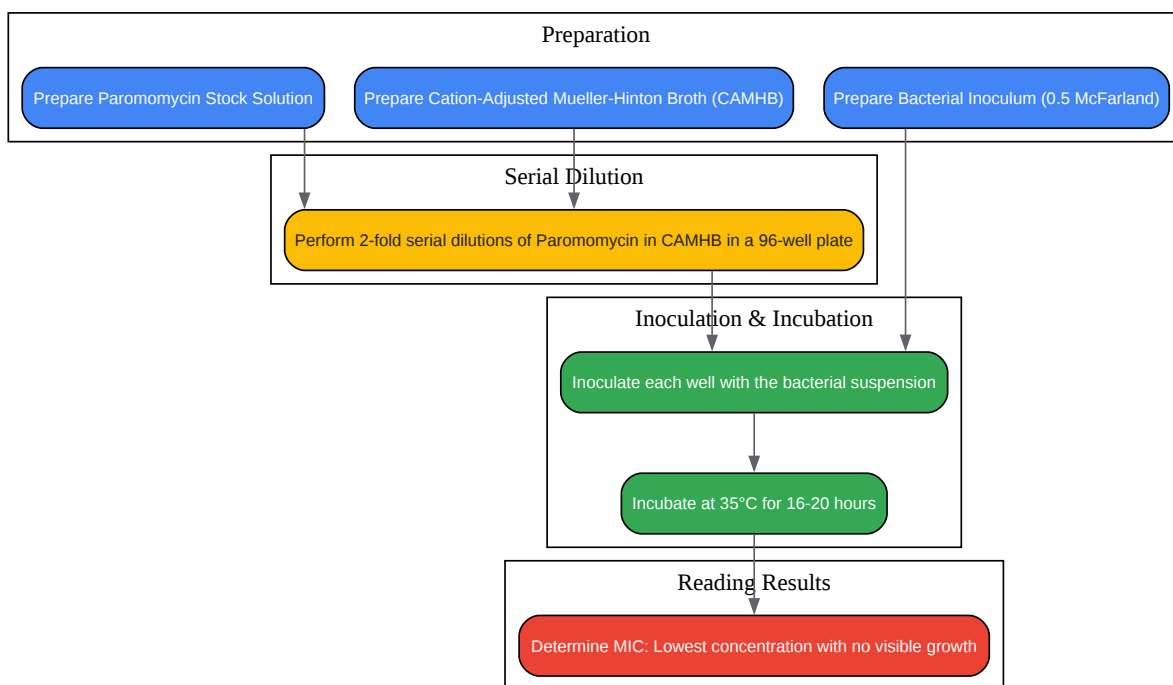 Preparation
Prepare Paromomycin Stock Solution
Prepare Cation-Adjusted Mueller-Hinton Broth (CAMHB)
Prepare Bacterial Inoculum (0.5 McFarland)
Serial Dilution
Perform 2-fold serial dilutions of Paromomycin in CAMHB in a 96-well plate
Inoculation & Incubation
Inoculate each well with the bacterial suspension
Incubate at 35°C for 16-20 hours
Reading Results
Determine MIC: Lowest concentration with no visible growth